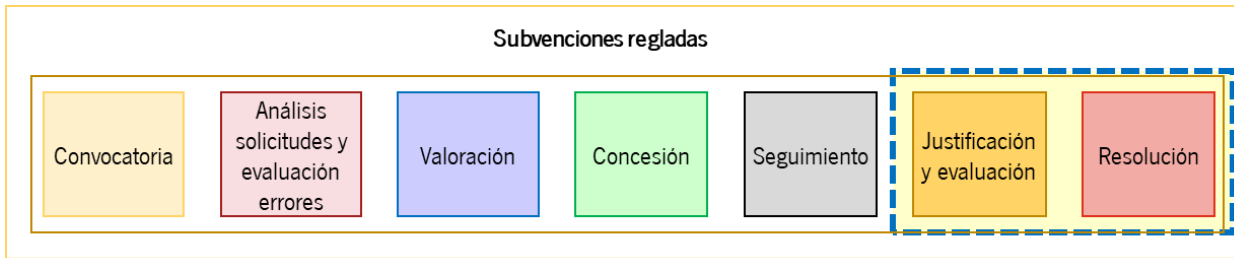 Subvenciones regladas
Convocatoria
Análisis
solicitudes y
evaluación
errores
Valoración
Concesión
Seguimiento
Justificación
y evaluación
Resolución